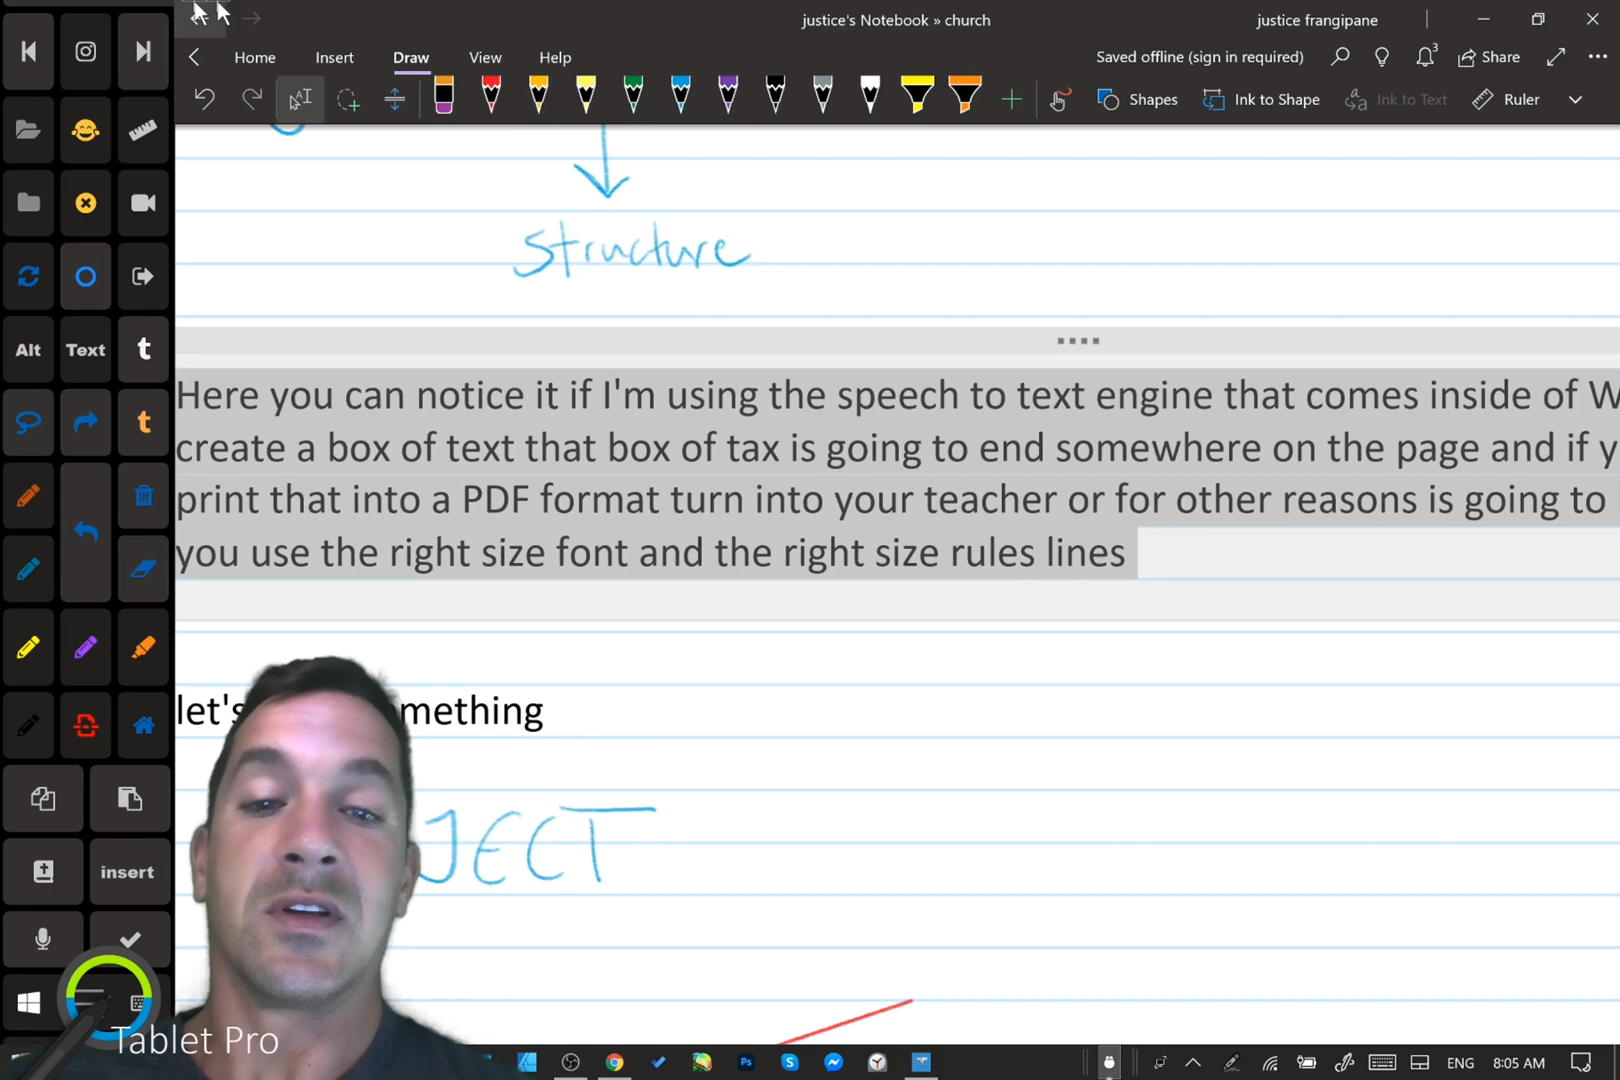 justice's Notebook » church
justice frangipane
Home Insert Draw View Help
Saved offline (sign in required)
3
Share
Shapes
Ink to Shape
Ink to Text
Ruler
Alt
Text
t
t
insert
structure
Here you can notice it if I'm using the speech to text engine that comes inside of W
create a box of text that box of tax is going to end somewhere on the page and if y
print that into a PDF format turn into your teacher or for other reasons is going to
you use the right size font and the right size rules lines
let's mething
JECT
Tablet Pro
Ps
ENG
8:05 AM